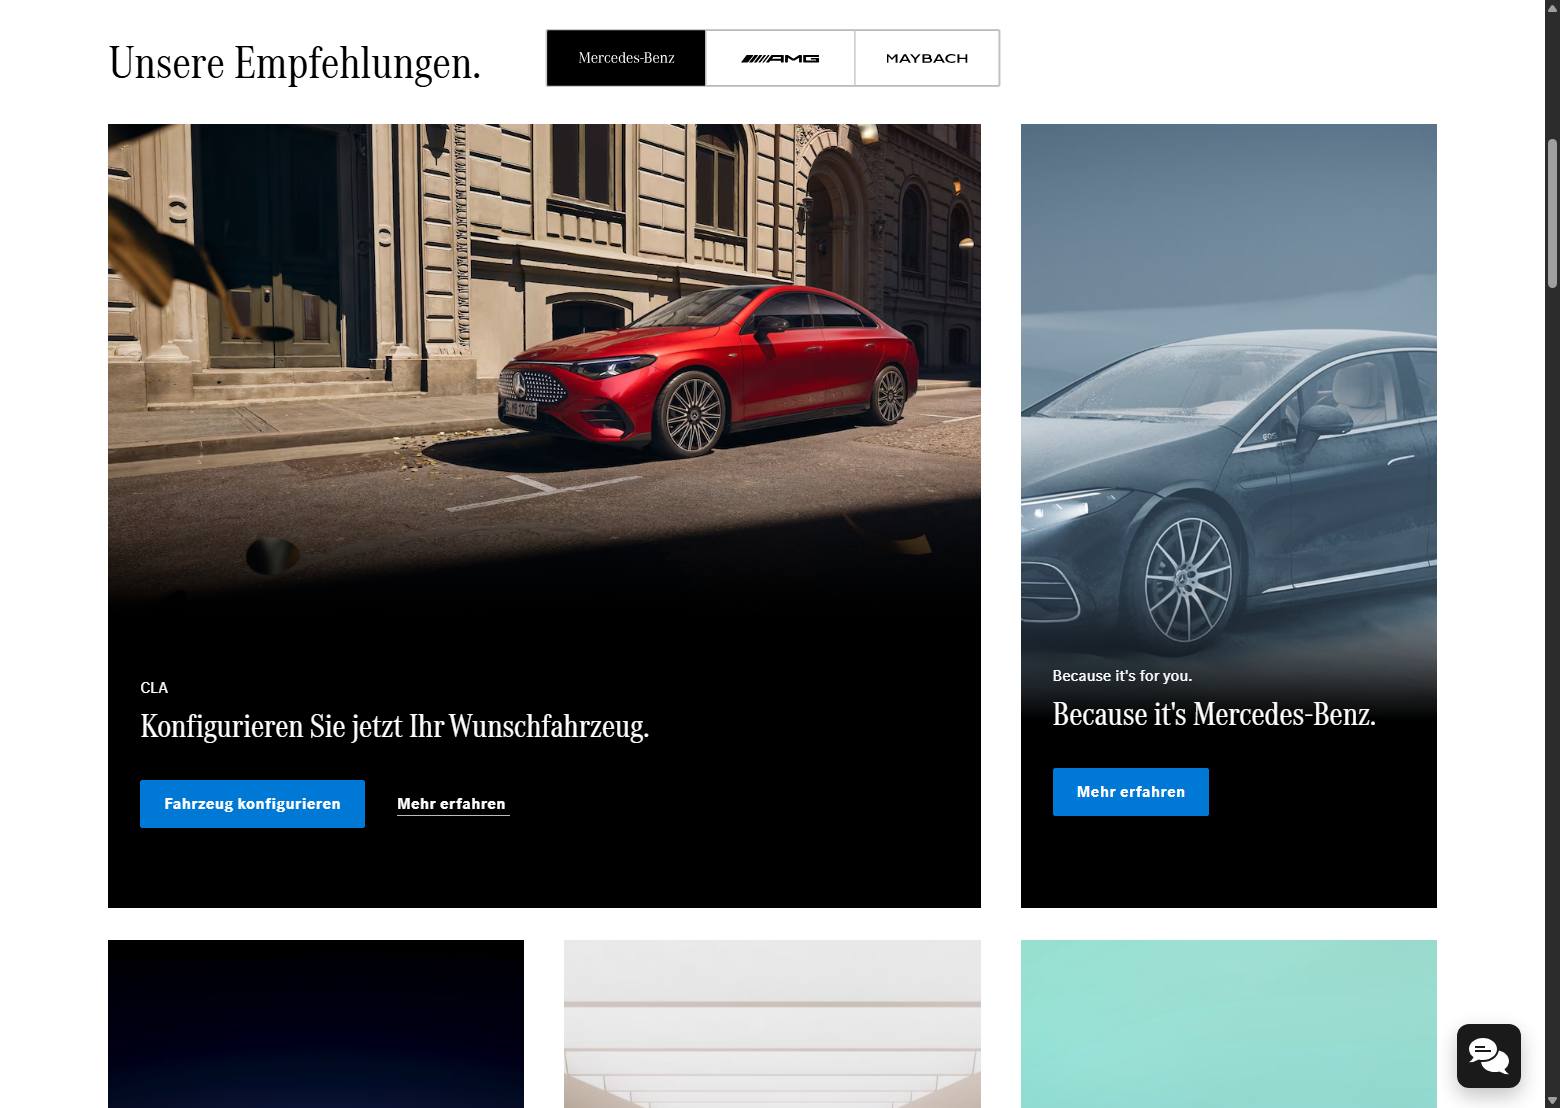 Unsere Empfehlungen.
Mercedes-Benz
AMG
MAYBACH
CLA
Konfigurieren Sie jetzt Ihr Wunschfahrzeug.
Fahrzeug konfigurieren
Mehr erfahren
Because it's for you.
Because it's Mercedes-Benz.
Mehr erfahren